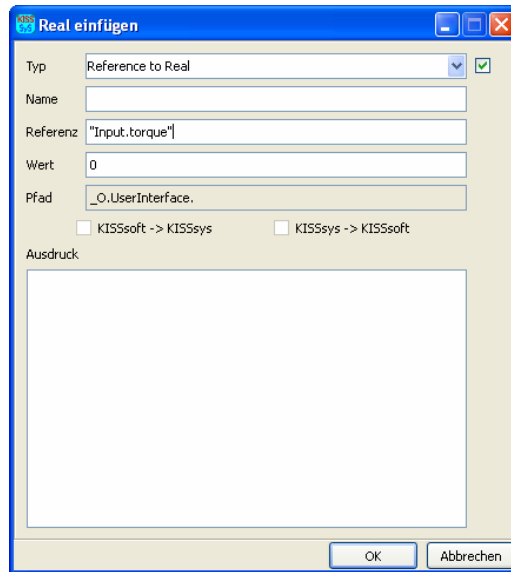 KISS
SyS
Real einfügen
Typ
Reference to Real
Name
Referenz
"Input.torque"
Wert
0
Pfad
_O.UserInterface.
KISSsoft -> KISSsys
KISSsys -> KISSsoft
Ausdruck
OK
Abbrechen